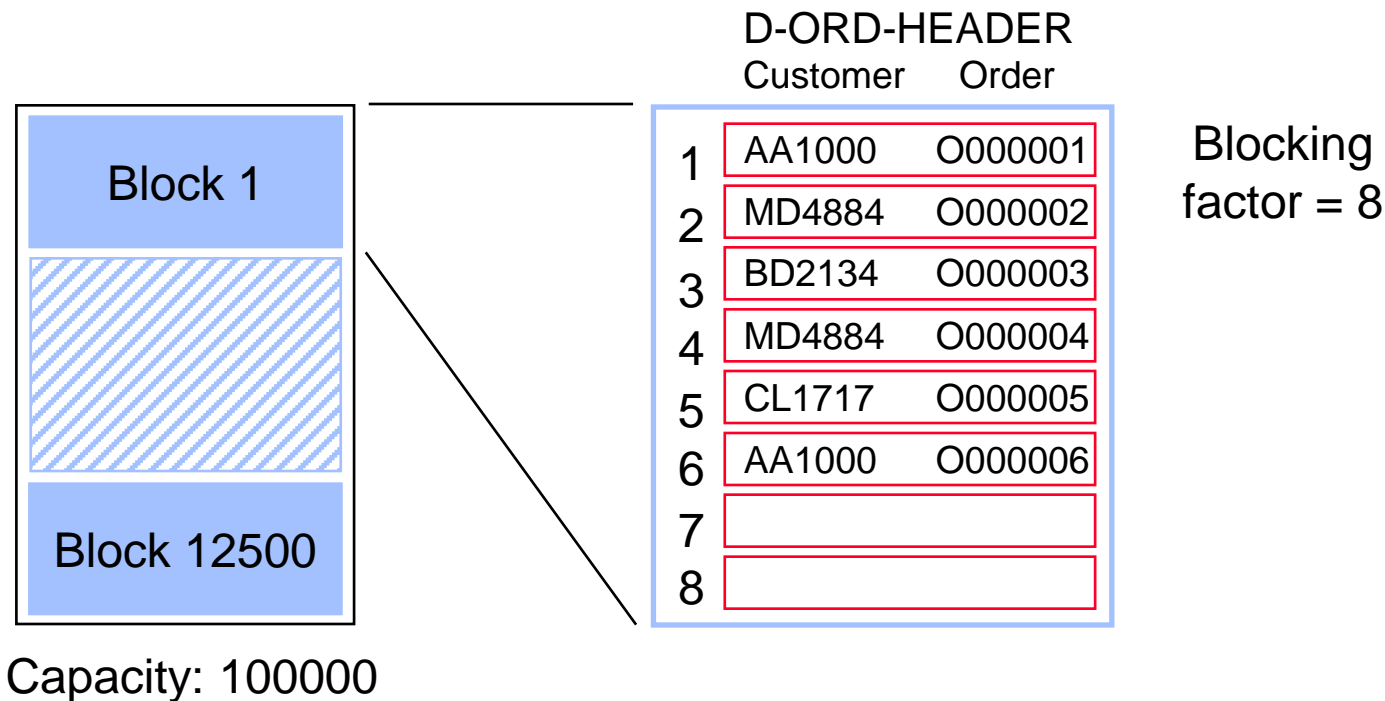 D-ORD-HEADER
Customer Order
Block 1
Block 12500
Capacity: 100000
1 AA1000 O000001
2 MD4884 O000002
3 BD2134 O000003
4 MD4884 O000004
5 CL1717 O000005
6 AA1000 O000006
7
8
Blocking
factor = 8